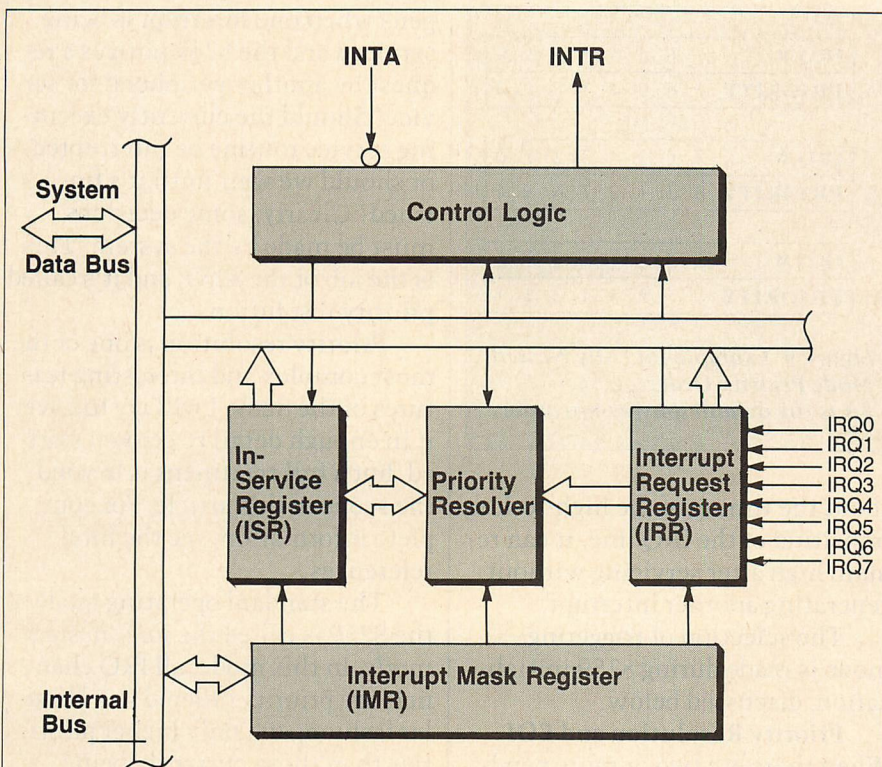 INTA
INTR
System
Data Bus
Control Logic
In-
Service
Register
(ISR)
Priority
Resolver
Interrupt
Request
Register
(IRR)
IRQ0
IRQ1
IRQ2
IRQ3
IRQ4
IRQ5
IRQ6
IRQ7
Interrupt Mask Register
(IMR)
Internal
Bus